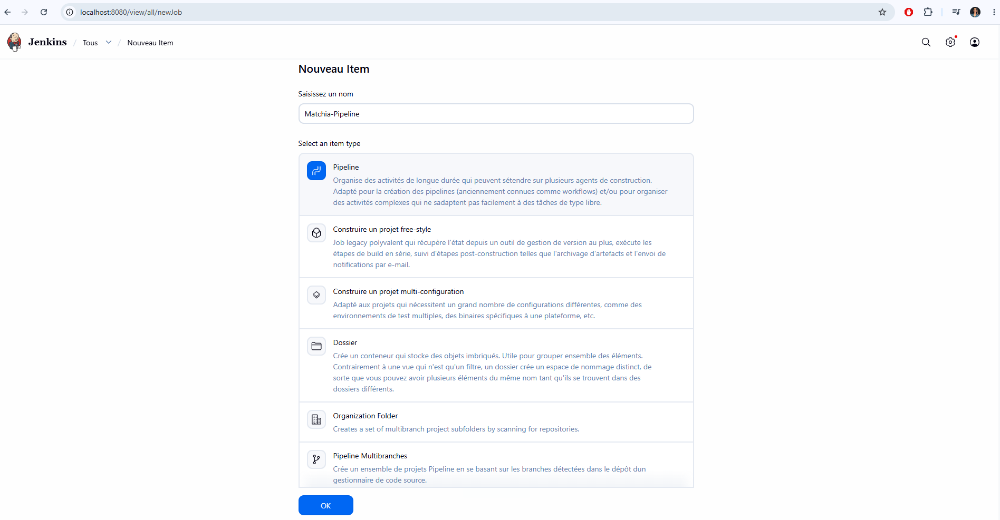 localhost:8080/view/all/newJob
Jenkins / Tous / Nouveau Item
Nouveau Item
Saisissez un nom
Matchia-Pipeline
Select an item type
Pipeline
Organise des activités de longue durée qui peuvent sétendre sur plusieurs agents de construction.
Adapté pour la création des pipelines (anciennement connues comme workflows) et/ou pour organiser
des activités complexes qui ne sadaptent pas facilement à des tâches de type libre.
Construire un projet free-style
Job legacy polyvalent qui récupère l'état depuis un outil de gestion de version au plus, exécute les
étapes de build en série, suivi d'étapes post-construction telles que l'archivage d'artefacts et l'envoi de
notifications par e-mail.
Construire un projet multi-configuration
Adapté aux projets qui nécessitent un grand nombre de configurations différentes, comme des
environnements de test multiples, des binaires spécifiques à une plateforme, etc.
Dossier
Crée un conteneur qui stocke des objets imbriqués. Utile pour grouper ensemble des éléments.
Contrairement à une vue qui n'est qu'un filtre, un dossier crée un espace de nommage distinct, de
sorte que vous pouvez avoir plusieurs éléments du même nom tant qu'ils se trouvent dans des
dossiers différents.
Organization Folder
Creates a set of multibranch project subfolders by scanning for repositories.
Pipeline Multibranches
Crée un ensemble de projets Pipeline en se basant sur les branches détectées dans le dépôt dun
gestionnaire de code source.
OK